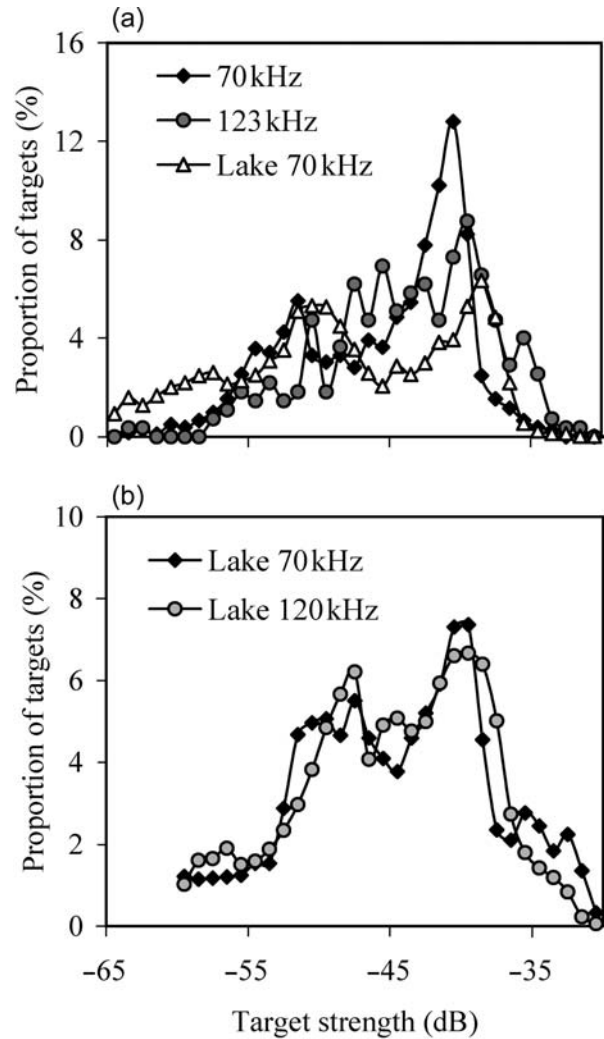 (a)
16
12
8
4
0
Proportion of targets (%)
70 kHz
123 kHz
Lake 70 kHz
(b)
10
8
6
4
2
0
Proportion of targets (%)
Lake 70 kHz
Lake 120 kHz
−65
−55
−45
−35
Target strength (dB)